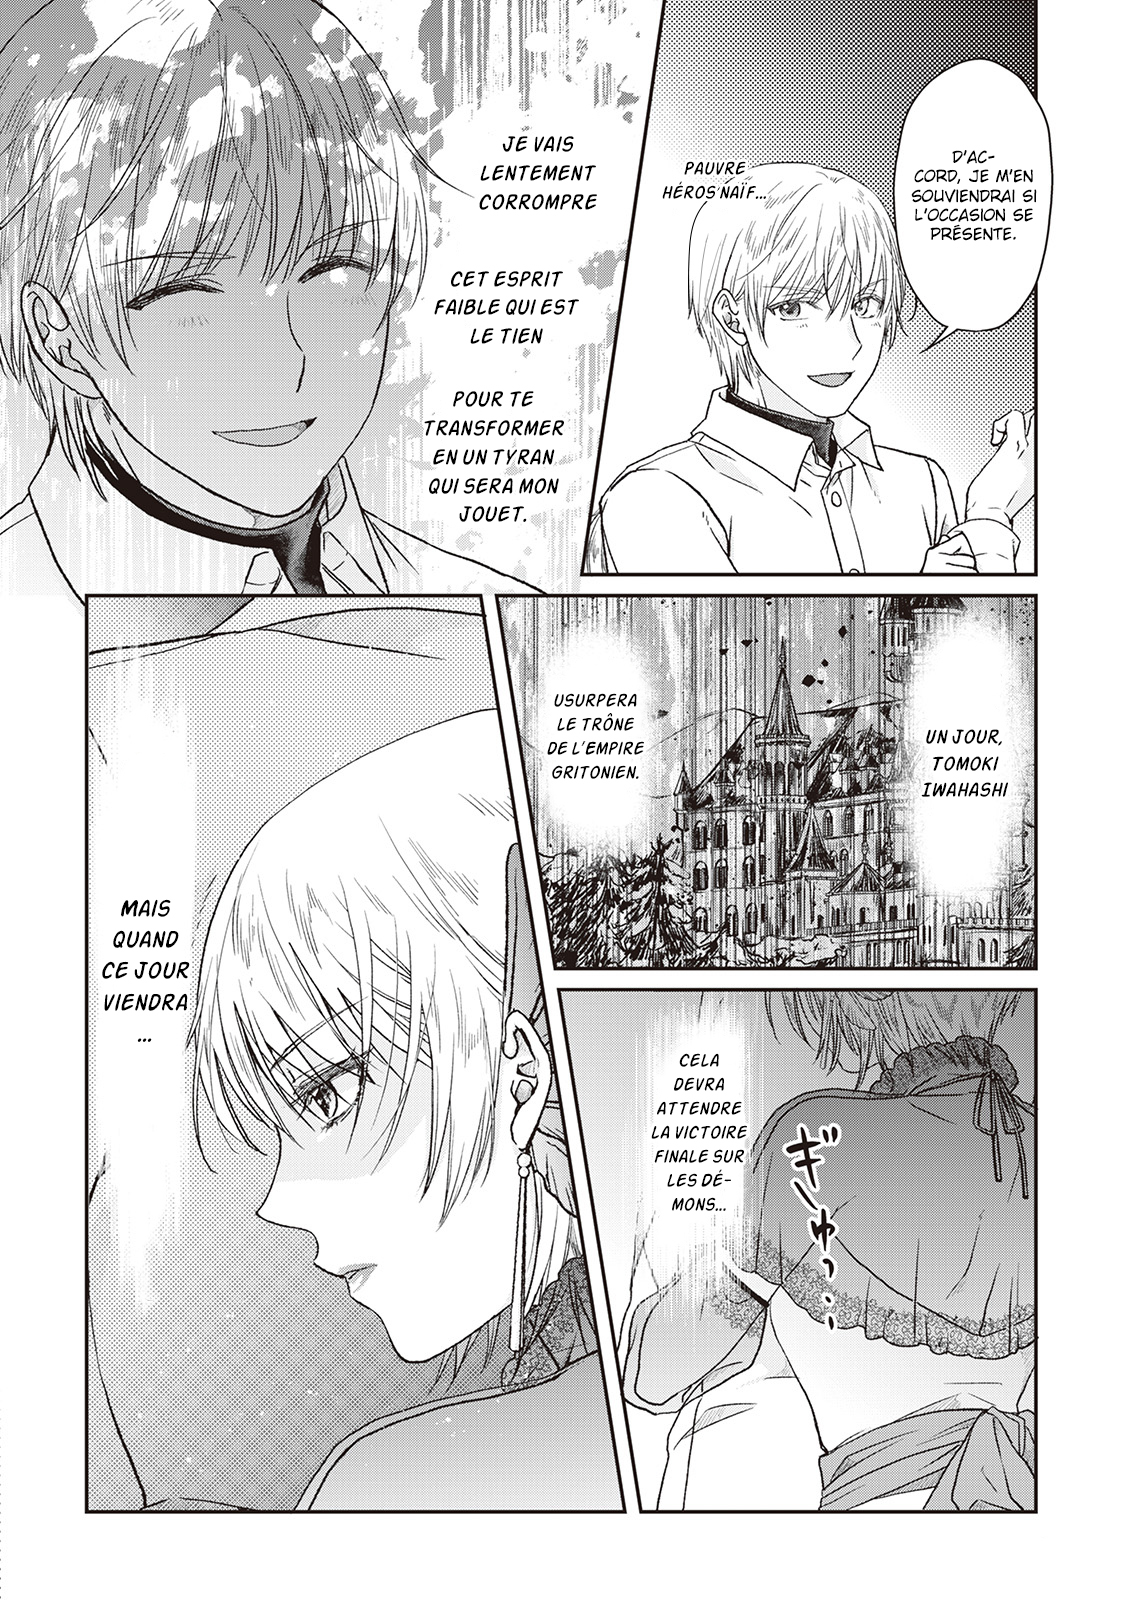 D'AC-
CORD, JE M'EN
SOUVIENDRAI SI
L'OCCASION SE
PRÉSENTE.
PAUVRE
HÉROS NAÏF...
JE VAIS
LENTEMENT
CORROMPRE
CET ESPRIT
FAIBLE QUI EST
LE TIEN
POUR TE
TRANSFORMER
EN UN TYRAN
QUI SERA MON
JOUET.
UN JOUR,
TOMOKI
IWAHASHI
USURPERA
LE TRÔNE
DE L'EMPIRE
GRITONIEN.
CELA
DEVRA
ATTENDRE
LA VICTOIRE
FINALE SUR
LES DÉ-
MONS...
ぎゅっ…
MAIS
QUAND
CE JOUR
VIENDRA
...